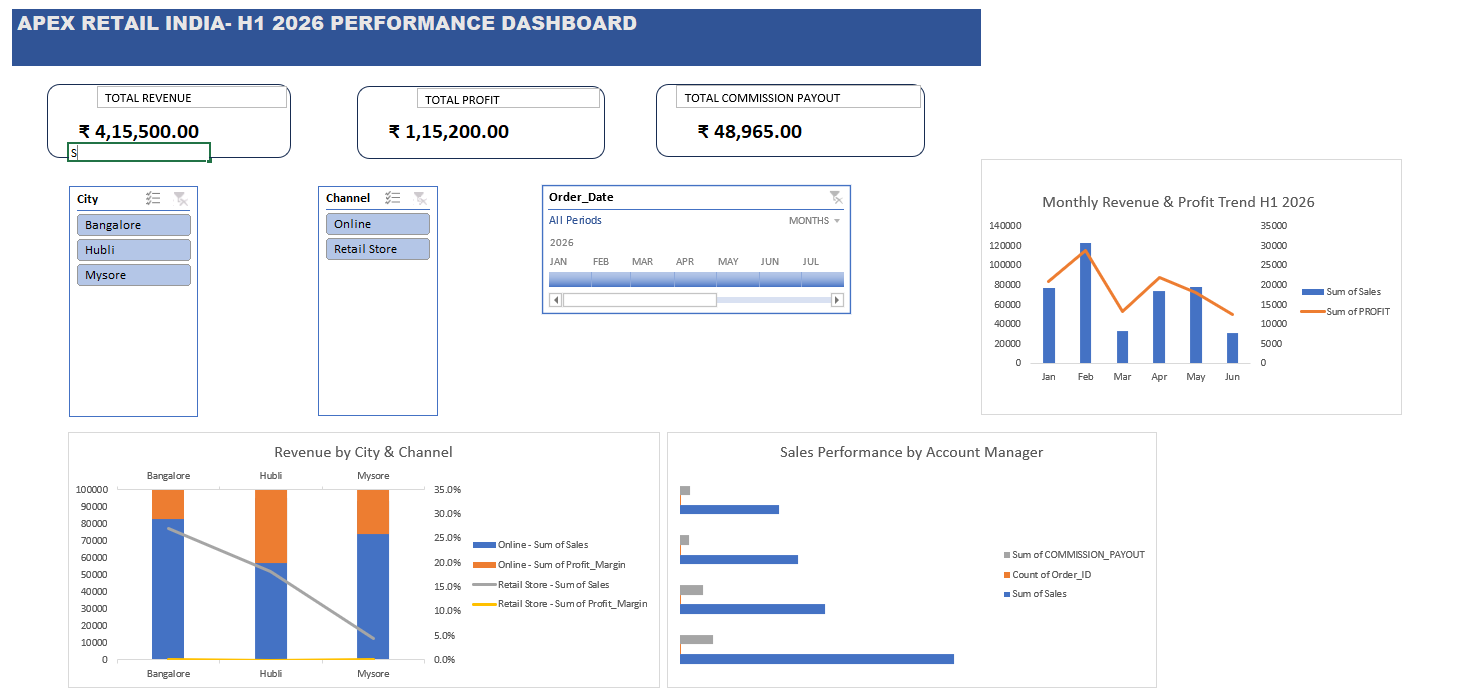 APEX RETAIL INDIA- H1 2026 PERFORMANCE DASHBOARD
TOTAL REVENUE
₹ 4,15,500.00
S
TOTAL PROFIT
₹ 1,15,200.00
TOTAL COMMISSION PAYOUT
₹ 48,965.00
City
Bangalore
Hubli
Mysore
Channel
Online
Retail Store
Order_Date
All Periods
MONTHS
2026
JAN FEB MAR APR MAY JUN JUL
Monthly Revenue & Profit Trend H1 2026
140000
120000
100000
80000
60000
40000
20000
0
35000
30000
25000
20000
15000
10000
5000
0
Jan Feb Mar Apr May Jun
Sum of Sales
Sum of PROFIT
Revenue by City & Channel
Bangalore Hubli Mysore
100000
90000
80000
70000
60000
50000
40000
30000
20000
10000
0
35.0%
30.0%
25.0%
20.0%
15.0%
10.0%
5.0%
0.0%
Bangalore Hubli Mysore
Online - Sum of Sales
Online - Sum of Profit_Margin
Retail Store - Sum of Sales
Retail Store - Sum of Profit_Margin
Sales Performance by Account Manager
Sum of COMMISSION_PAYOUT
Count of Order_ID
Sum of Sales